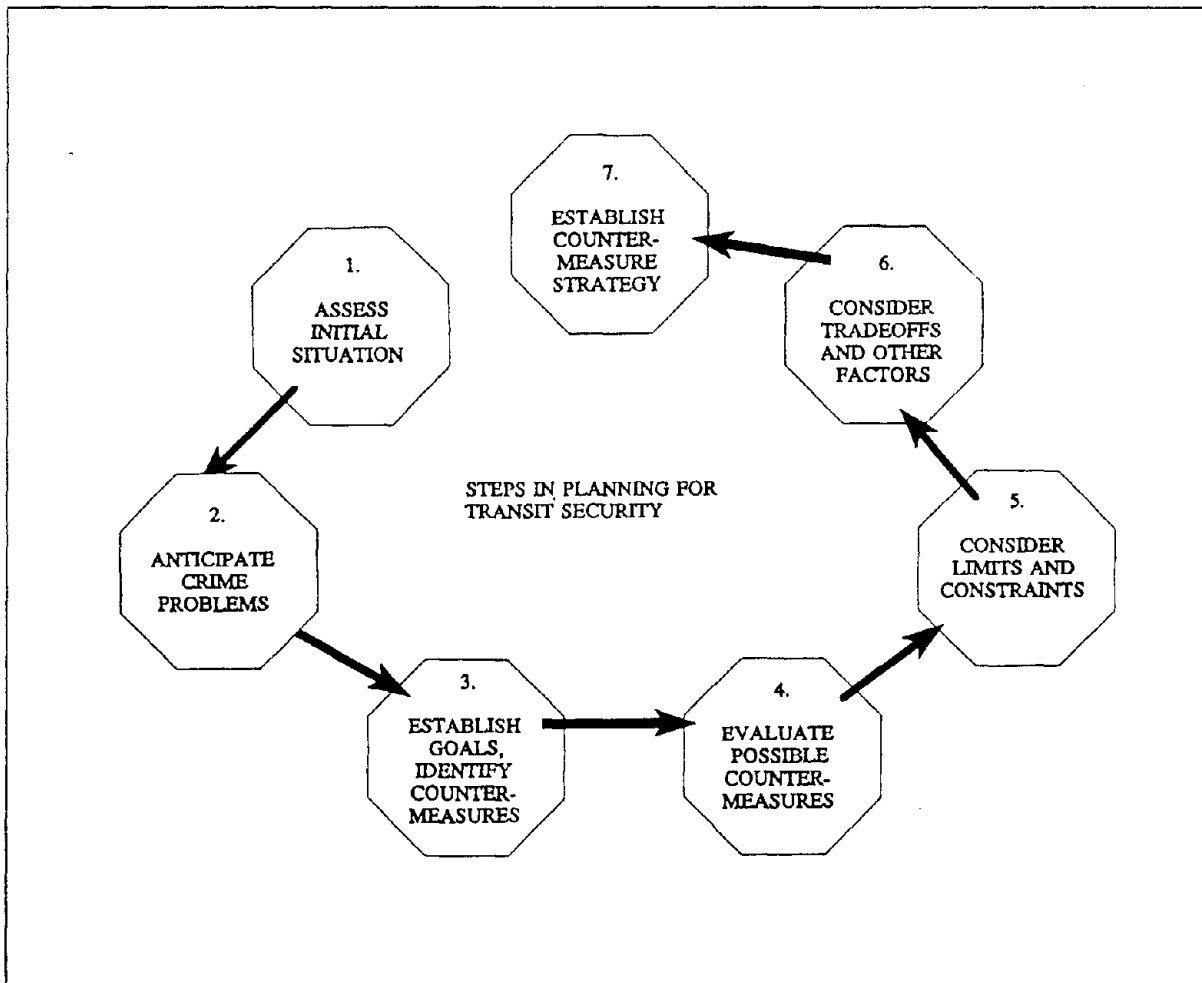 1.
ASSESS
INITIAL
SITUATION
2.
ANTICIPATE
CRIME
PROBLEMS
3.
ESTABLISH
GOALS,
IDENTIFY
COUNTER-
MEASURES
4.
EVALUATE
POSSIBLE
COUNTER-
MEASURES
5.
CONSIDER
LIMITS AND
CONSTRAINTS
6.
CONSIDER
TRADEOFFS
AND OTHER
FACTORS
7.
ESTABLISH
COUNTER-
MEASURE
STRATEGY
STEPS IN PLANNING FOR
TRANSIT SECURITY